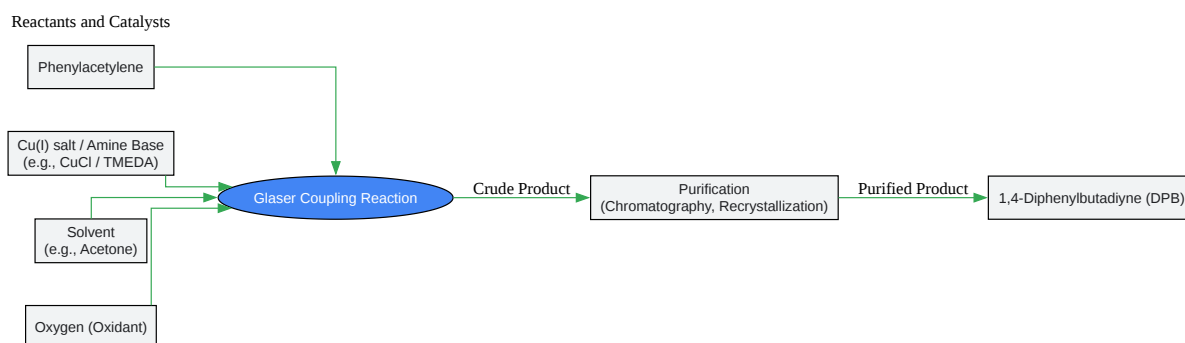 Reactants and Catalysts
Phenylacetylene
Cu(I) salt / Amine Base
(e.g., CuCl / TMEDA)
Glaser Coupling Reaction
Crude Product
Purification
(Chromatography, Recrystallization)
Purified Product
1,4-Diphenylbutadiyne (DPB)
Solvent
(e.g., Acetone)
Oxygen (Oxidant)